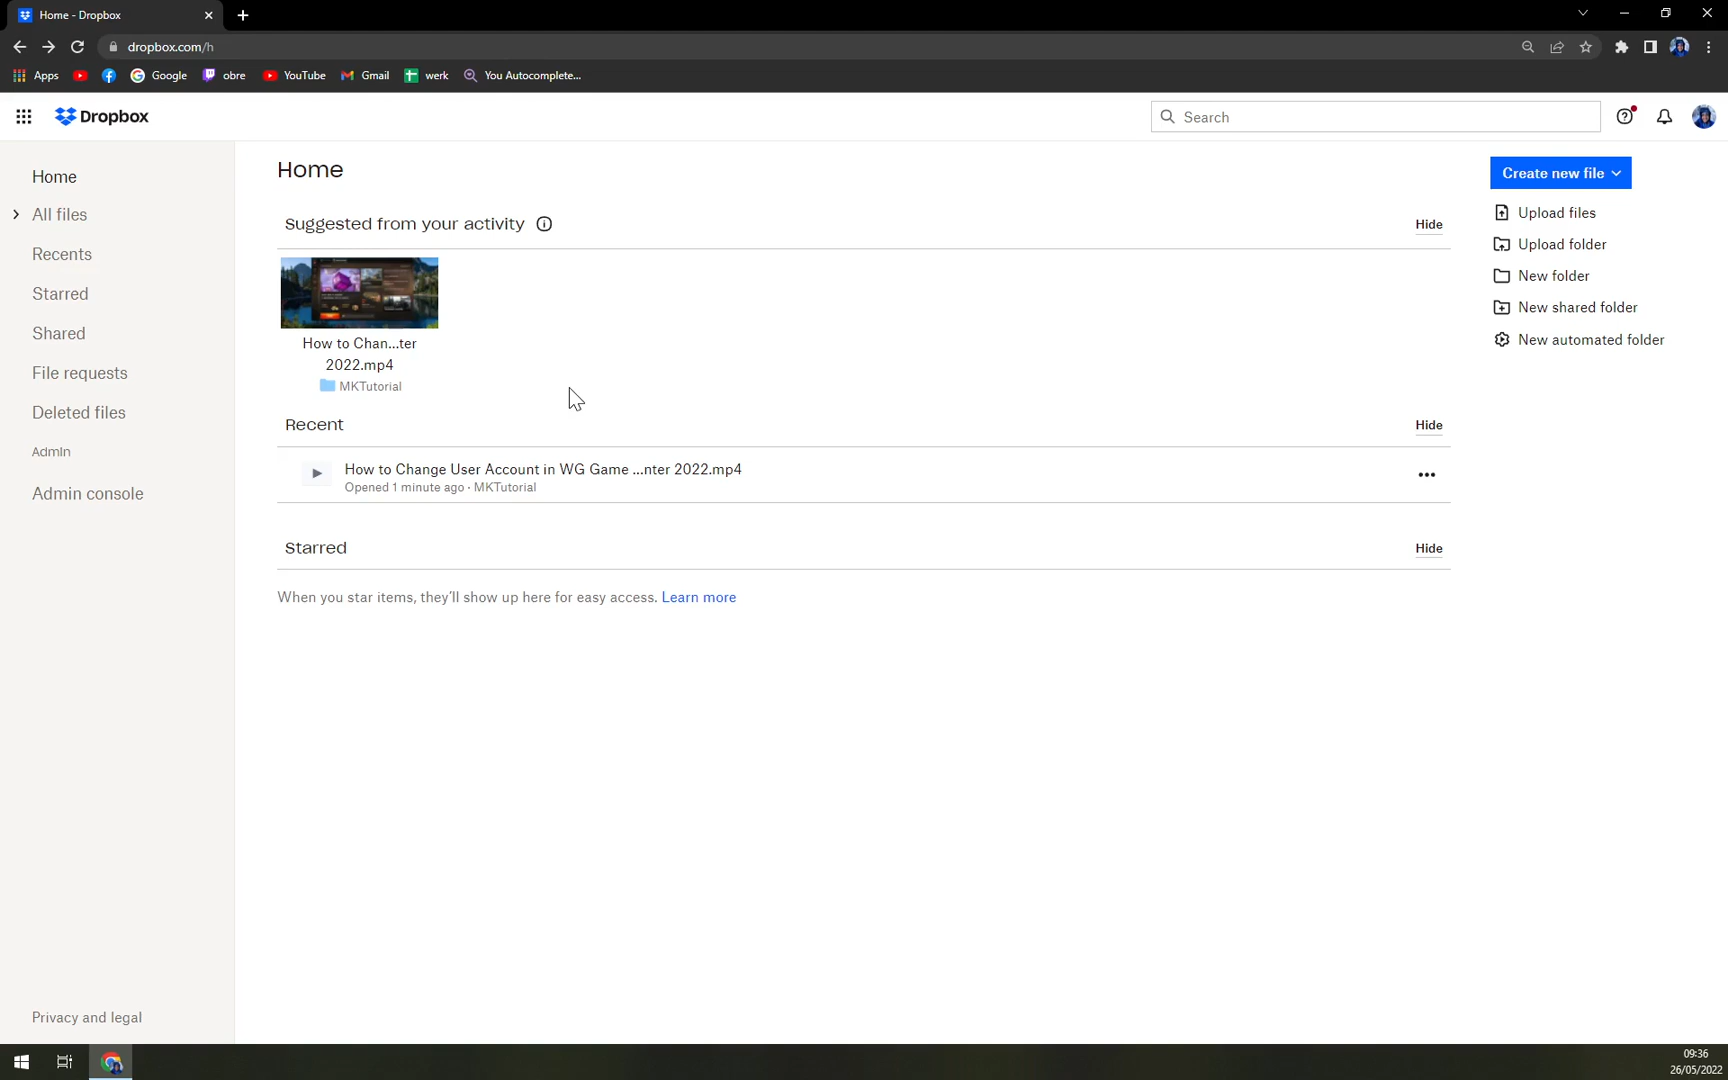 Home - Dropbox
dropbox.com/h
Apps
Google
obre
YouTube
Gmail
werk
You Autocomplete...
Dropbox
Search
Home
All files
Recents
Starred
Shared
File requests
Deleted files
Admin
Admin console
Privacy and legal
Home
Suggested from your activity
Hide
How to Chan...ter
2022.mp4
MKTutorial
Recent
Hide
How to Change User Account in WG Game ...nter 2022.mp4
Opened 1 minute ago · MKTutorial
Starred
Hide
When you star items, they'll show up here for easy access. Learn more
Create new file
Upload files
Upload folder
New folder
New shared folder
New automated folder
09:36
26/05/2022